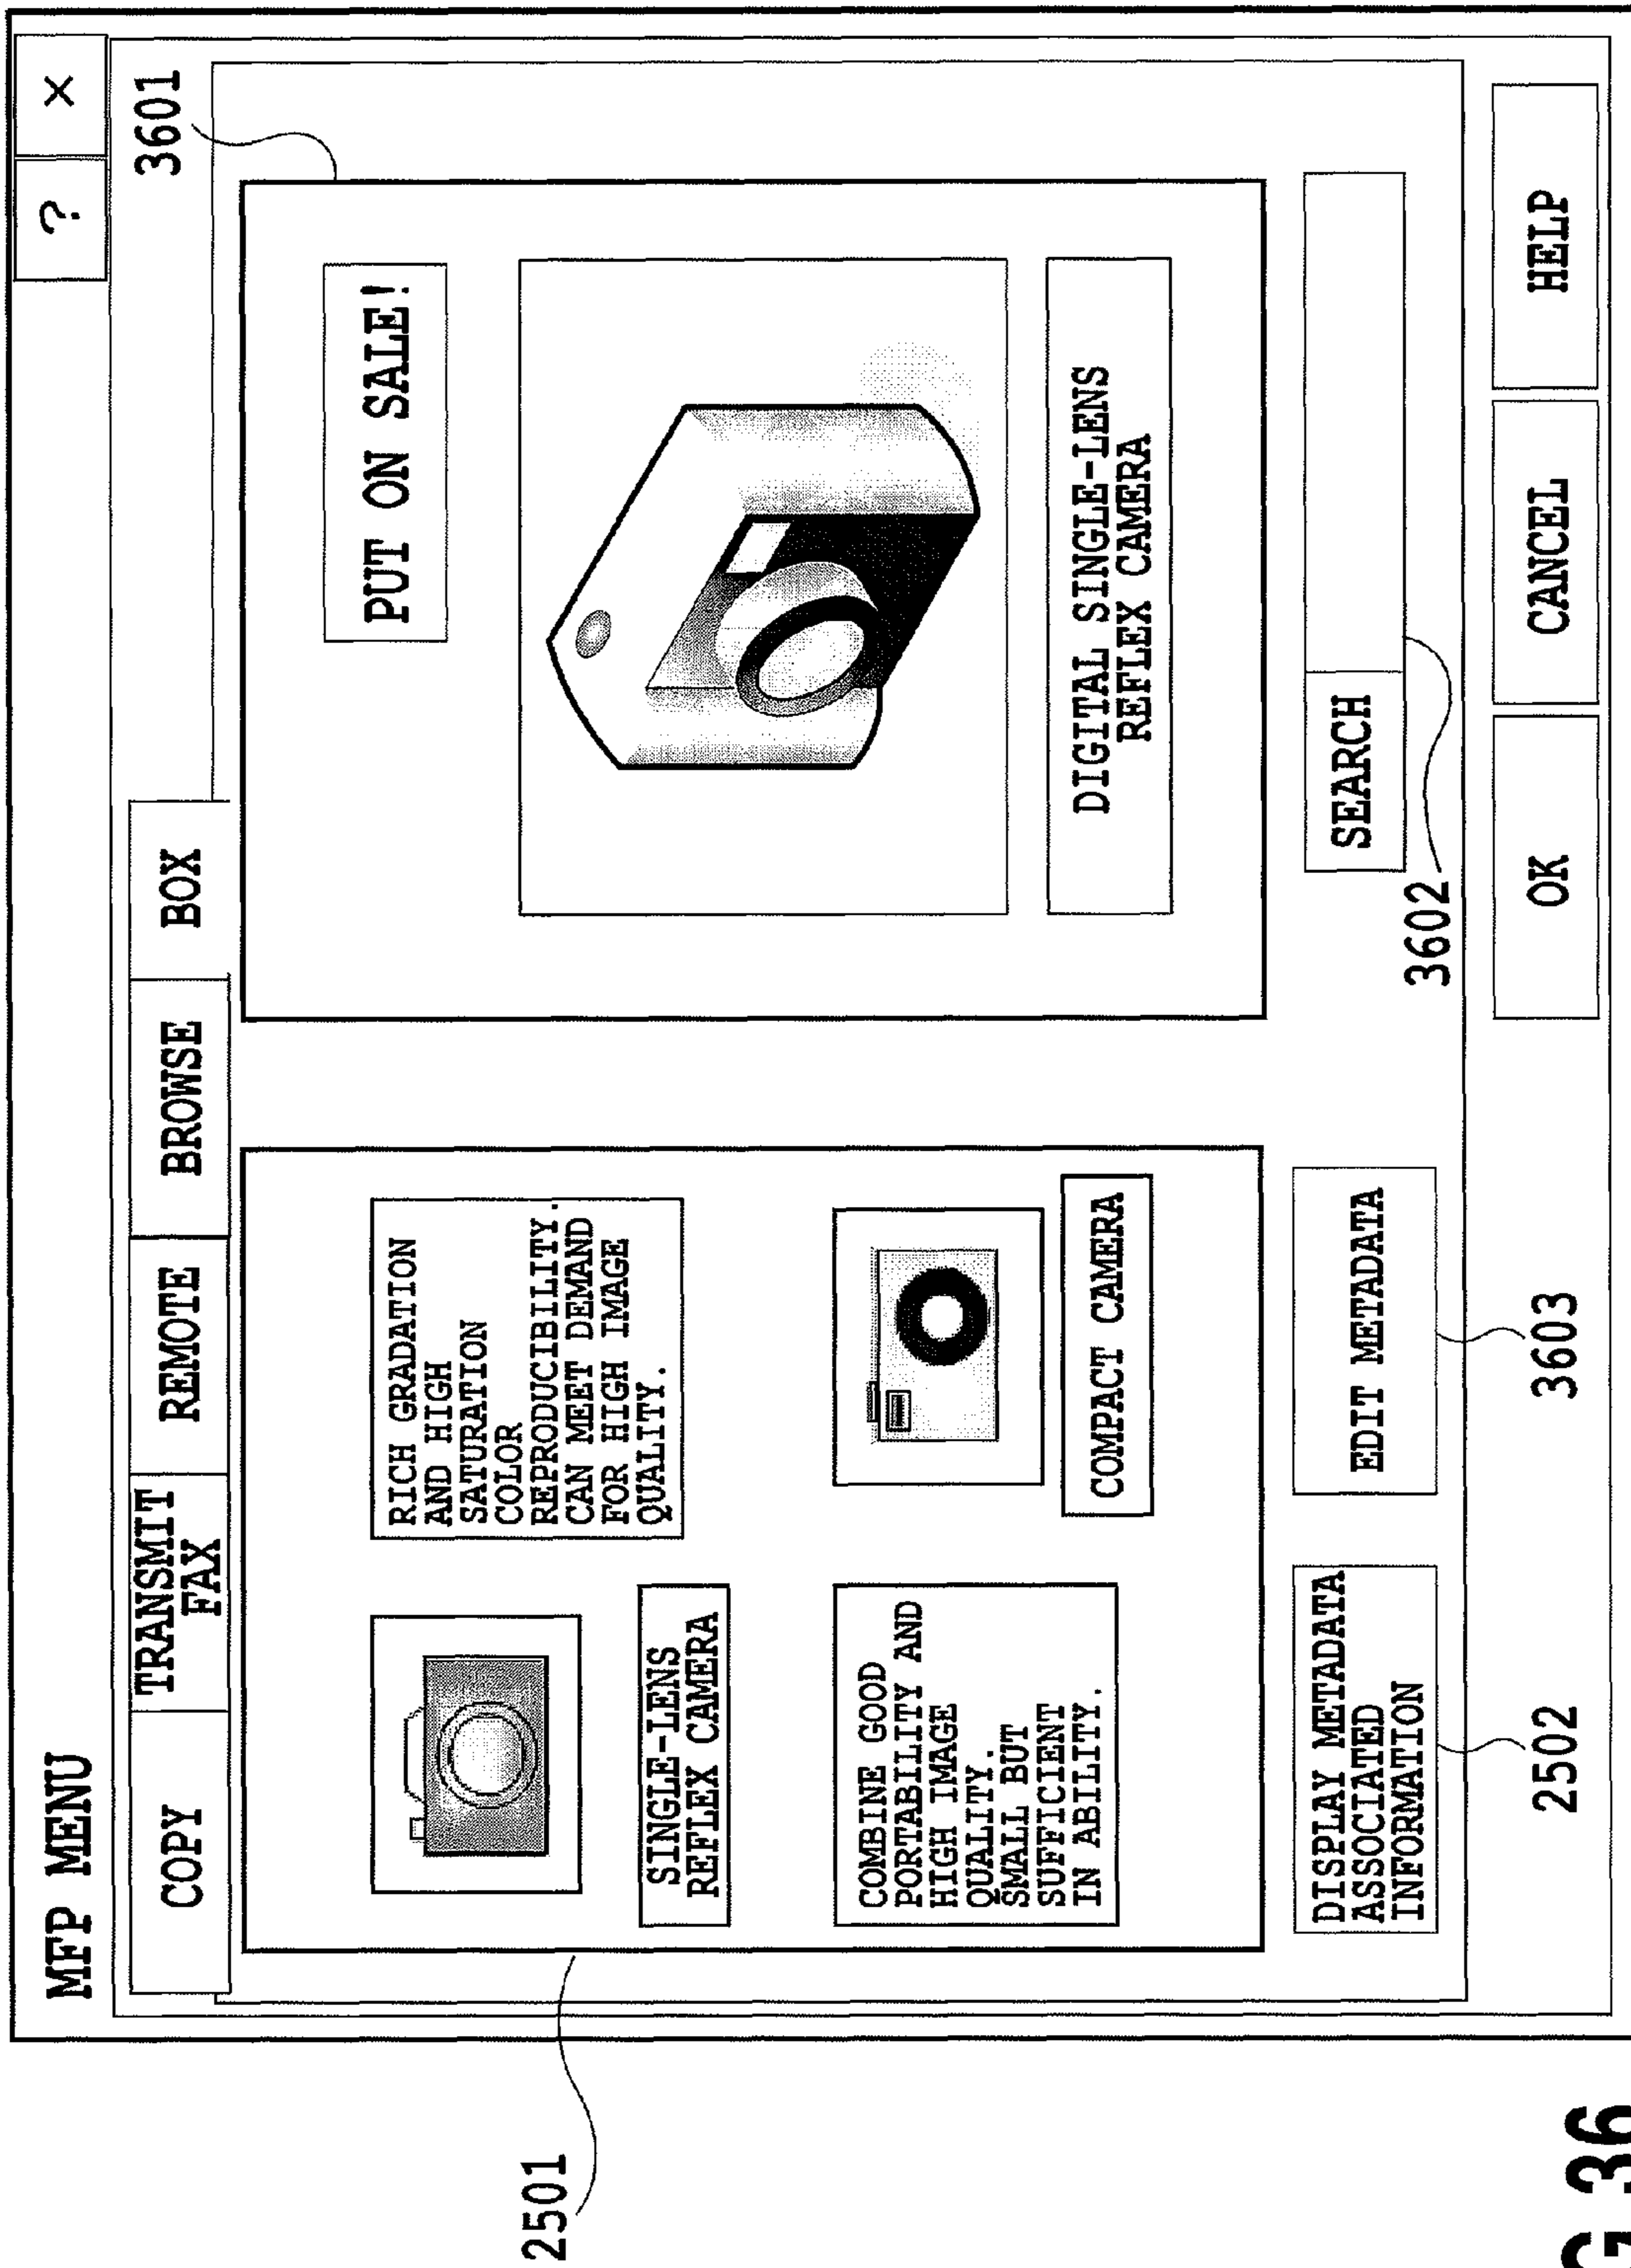 MFP MENU
? ×
COPY
TRANSMIT
FAX
REMOTE
BROWSE
BOX
3601
2501
SINGLE-LENS
REFLEX CAMERA
RICH GRADATION
AND HIGH
SATURATION
COLOR
REPRODUCIBILITY.
CAN MEET DEMAND
FOR HIGH IMAGE
QUALITY.
COMBINE GOOD
PORTABILITY AND
HIGH IMAGE
QUALITY.
SMALL BUT
SUFFICIENT
IN ABILITY.
COMPACT CAMERA
PUT ON SALE!
DIGITAL SINGLE-LENS
REFLEX CAMERA
DISPLAY METADATA
ASSOCIATED
INFORMATION
EDIT METADATA
SEARCH
3602
2502
3603
OK
CANCEL
HELP
G 36